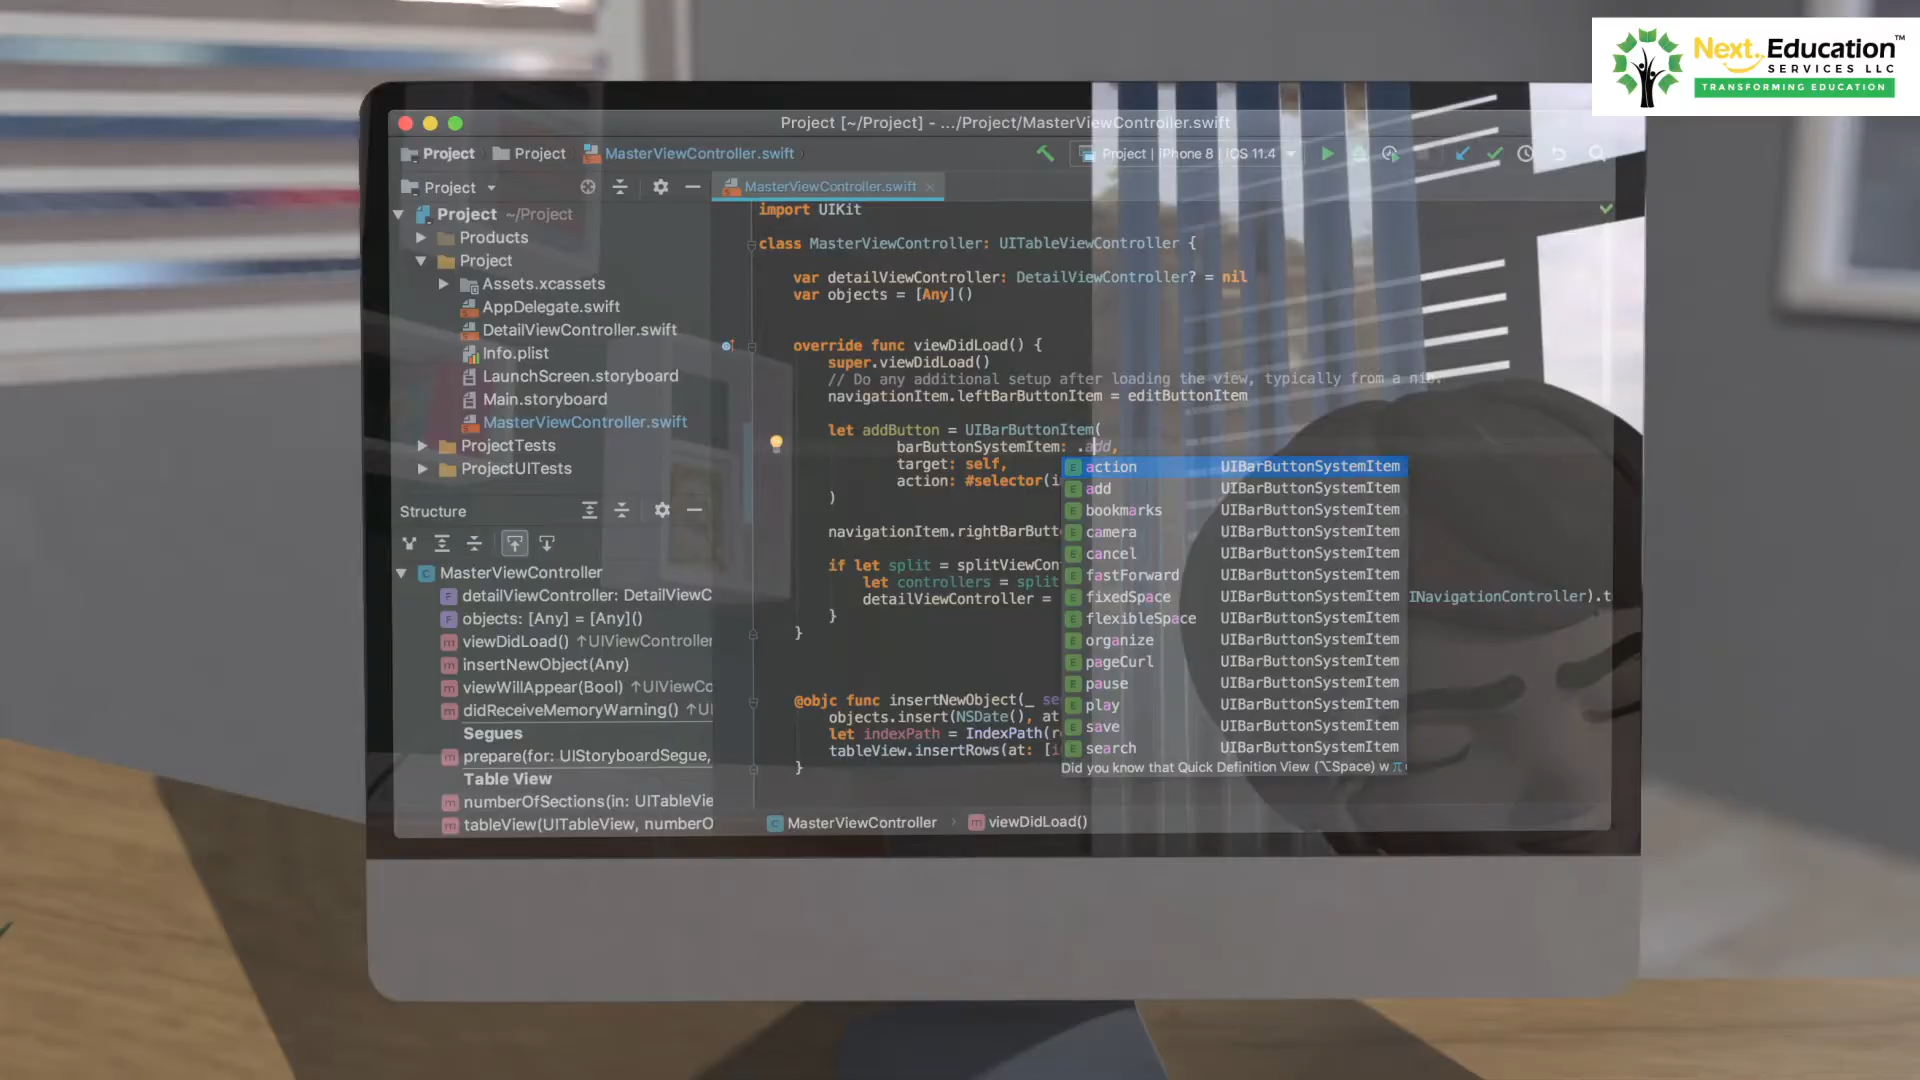 Next.Education™
SERVICES LLC
TRANSFORMING EDUCATION
Project [~/Project] - .../Project/MasterViewController.swift
Project
Project
MasterViewController.swift
Project | iPhone 8 | iOS 11.4
Project
MasterViewController.swift
Project ~/Project
Products
Project
Assets.xcassets
AppDelegate.swift
DetailViewController.swift
Info.plist
LaunchScreen.storyboard
Main.storyboard
MasterViewController.swift
ProjectTests
ProjectUITests
Structure
MasterViewController
detailViewController: DetailViewC
objects: [Any] = [Any]()
viewDidLoad() ↑UIViewController
insertNewObject(Any)
viewWillAppear(Bool) ↑UIViewCo
didReceiveMemoryWarning() ↑UI
Segues
prepare(for: UIStoryboardSegue,
Table View
numberOfSections(in: UITableVie
tableView(UITableView, numberO
import UIKit
class MasterViewController: UITableViewController {
var detailViewController: DetailViewController? = nil
var objects = [Any]()
override func viewDidLoad() {
super.viewDidLoad()
// Do any additional setup after loading the view, typically from a nib.
navigationItem.leftBarButtonItem = editButtonItem
let addButton = UIBarButtonItem(
barButtonSystemItem: .add,
target: self,
action: #selector(i
)
navigationItem.rightBarButt
if let split = splitViewCon
let controllers = split
INavigationController).t
detailViewController =
}
}
@objc func insertNewObject(_ se
objects.insert(NSDate(), at
let indexPath = IndexPath(r
tableView.insertRows(at: [i
}
action UIBarButtonSystemItem
add UIBarButtonSystemItem
bookmarks UIBarButtonSystemItem
camera UIBarButtonSystemItem
cancel UIBarButtonSystemItem
fastForward UIBarButtonSystemItem
fixedSpace UIBarButtonSystemItem
flexibleSpace UIBarButtonSystemItem
organize UIBarButtonSystemItem
pageCurl UIBarButtonSystemItem
pause UIBarButtonSystemItem
play UIBarButtonSystemItem
save UIBarButtonSystemItem
search UIBarButtonSystemItem
Did you know that Quick Definition View (⌥Space) w π
MasterViewController
viewDidLoad()